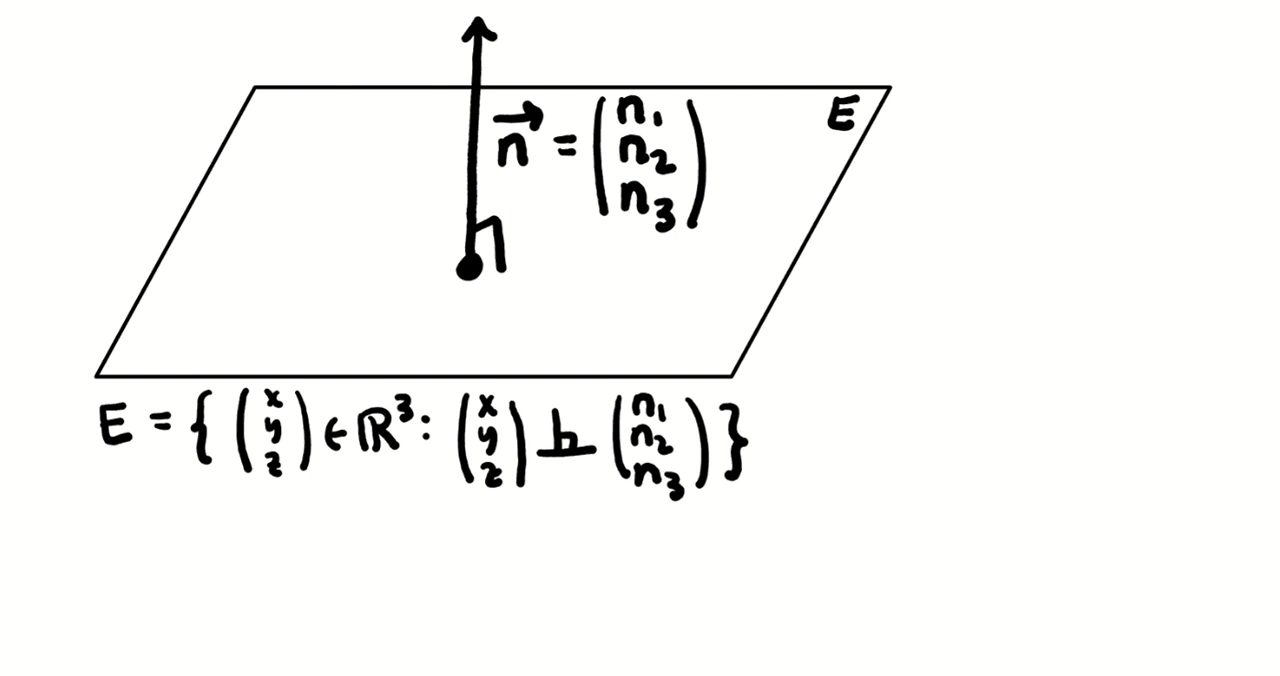 E
n⃗ = (n₁
n₂
n₃)
E = { (x y z) ∈ ℝ³ : (x y z) ⊥ (n₁ n₂ n₃) }